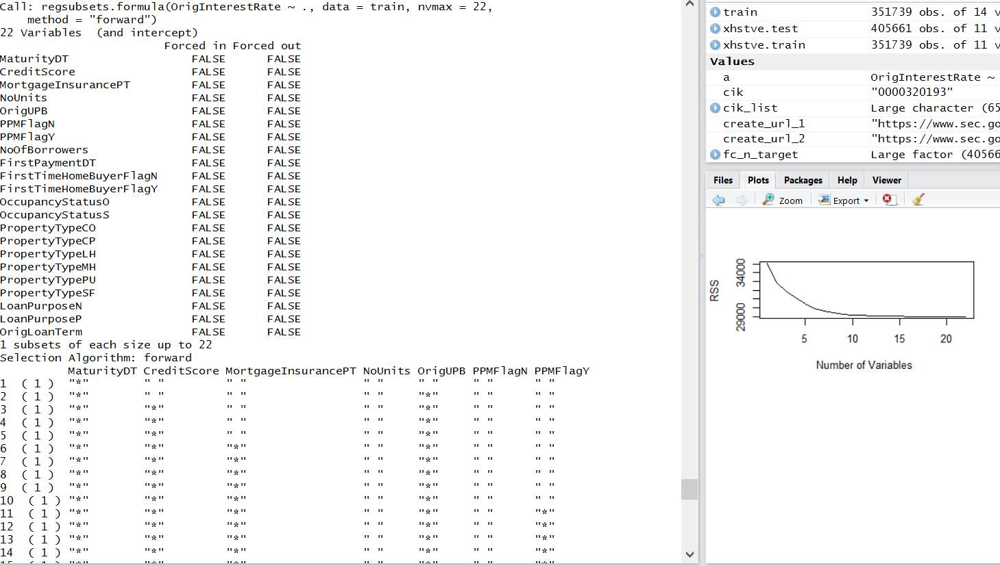 Call: regsubsets.formula(OrigInterestRate ~ ., data = train, nvmax = 22,
    method = "forward")
22 Variables  (and intercept)
                        Forced in Forced out
MaturityDT                  FALSE      FALSE
CreditScore                 FALSE      FALSE
MortgageInsurancePT         FALSE      FALSE
NoUnits                     FALSE      FALSE
OrigUPB                     FALSE      FALSE
PPMFlagN                    FALSE      FALSE
PPMFlagY                    FALSE      FALSE
NoOfBorrowers               FALSE      FALSE
FirstPaymentDT              FALSE      FALSE
FirstTimeHomeBuyerFlagN     FALSE      FALSE
FirstTimeHomeBuyerFlagY     FALSE      FALSE
OccupancyStatusO            FALSE      FALSE
OccupancyStatusS            FALSE      FALSE
PropertyTypeCO              FALSE      FALSE
PropertyTypeCP              FALSE      FALSE
PropertyTypeLH              FALSE      FALSE
PropertyTypeMH              FALSE      FALSE
PropertyTypePU              FALSE      FALSE
PropertyTypeSF              FALSE      FALSE
LoanPurposeN                FALSE      FALSE
LoanPurposeP                FALSE      FALSE
OrigLoanTerm                FALSE      FALSE
1 subsets of each size up to 22
Selection Algorithm: forward
          MaturityDT CreditScore MortgageInsurancePT NoUnits OrigUPB PPMFlagN PPMFlagY
1  ( 1 )  "*"        " "         " "                 " "     " "     " "      " "
2  ( 1 )  "*"        " "         " "                 " "     "*"     " "      " "
3  ( 1 )  "*"        "*"         " "                 " "     "*"     " "      " "
4  ( 1 )  "*"        "*"         " "                 " "     "*"     " "      " "
5  ( 1 )  "*"        "*"         " "                 " "     "*"     " "      " "
6  ( 1 )  "*"        "*"         "*"                 " "     "*"     " "      " "
7  ( 1 )  "*"        "*"         "*"                 " "     "*"     " "      " "
8  ( 1 )  "*"        "*"         "*"                 " "     "*"     " "      " "
9  ( 1 )  "*"        "*"         "*"                 " "     "*"     " "      " "
10  ( 1 ) "*"        "*"         "*"                 " "     "*"     " "      " "
11  ( 1 ) "*"        "*"         "*"                 " "     "*"     " "      "*"
12  ( 1 ) "*"        "*"         "*"                 " "     "*"     " "      "*"
13  ( 1 ) "*"        "*"         "*"                 " "     "*"     " "      "*"
14  ( 1 ) "*"        "*"         "*"                 " "     "*"     " "      "*"
train 351739 obs. of 14 v
xhstve.test 405661 obs. of 11 v
xhstve.train 351739 obs. of 11 v
Values
a OrigInterestRate ~
cik "0000320193"
cik_list Large character (65
create_url_1 "https://www.sec.go
create_url_2 "https://www.sec.go
fc_n_target Large factor (40566
Files Plots Packages Help Viewer
Zoom Export
RSS
34000
29000
5 10 15 20
Number of Variables